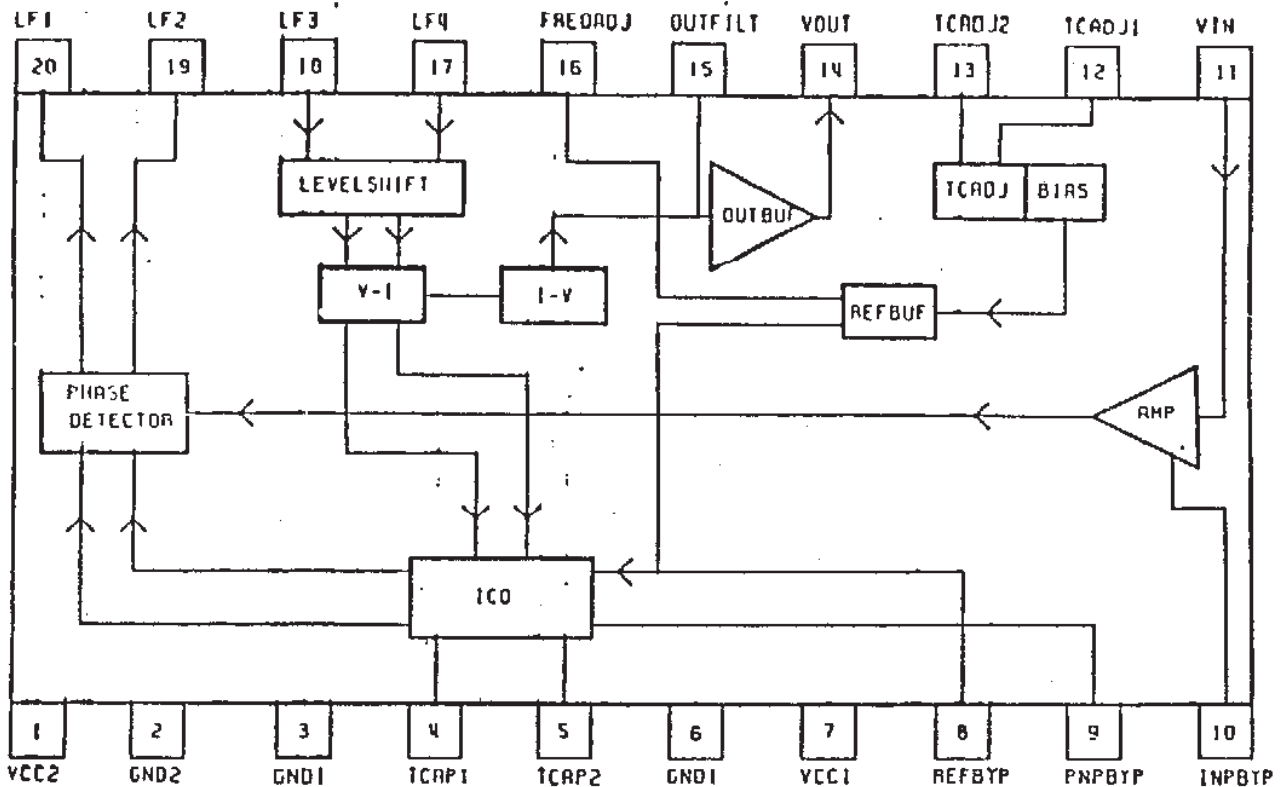 LF1 LF2 LF3 LF4 FREQADJ OUTFILT VOUT TCADJ2 TCADJ1 VIN
20 19 18 17 16 15 14 13 12 11
LEVELSHIFT
OUTBUF
TCADJ BIAS
V-I
I-V
REFBUF
PHASE
DETECTOR
AMP
ICO
1 2 3 4 5 6 7 8 9 10
VCC2 GND2 GND1 TCAP1 TCAP2 GND1 VCC1 REFBYP PNPBYP INPBYP